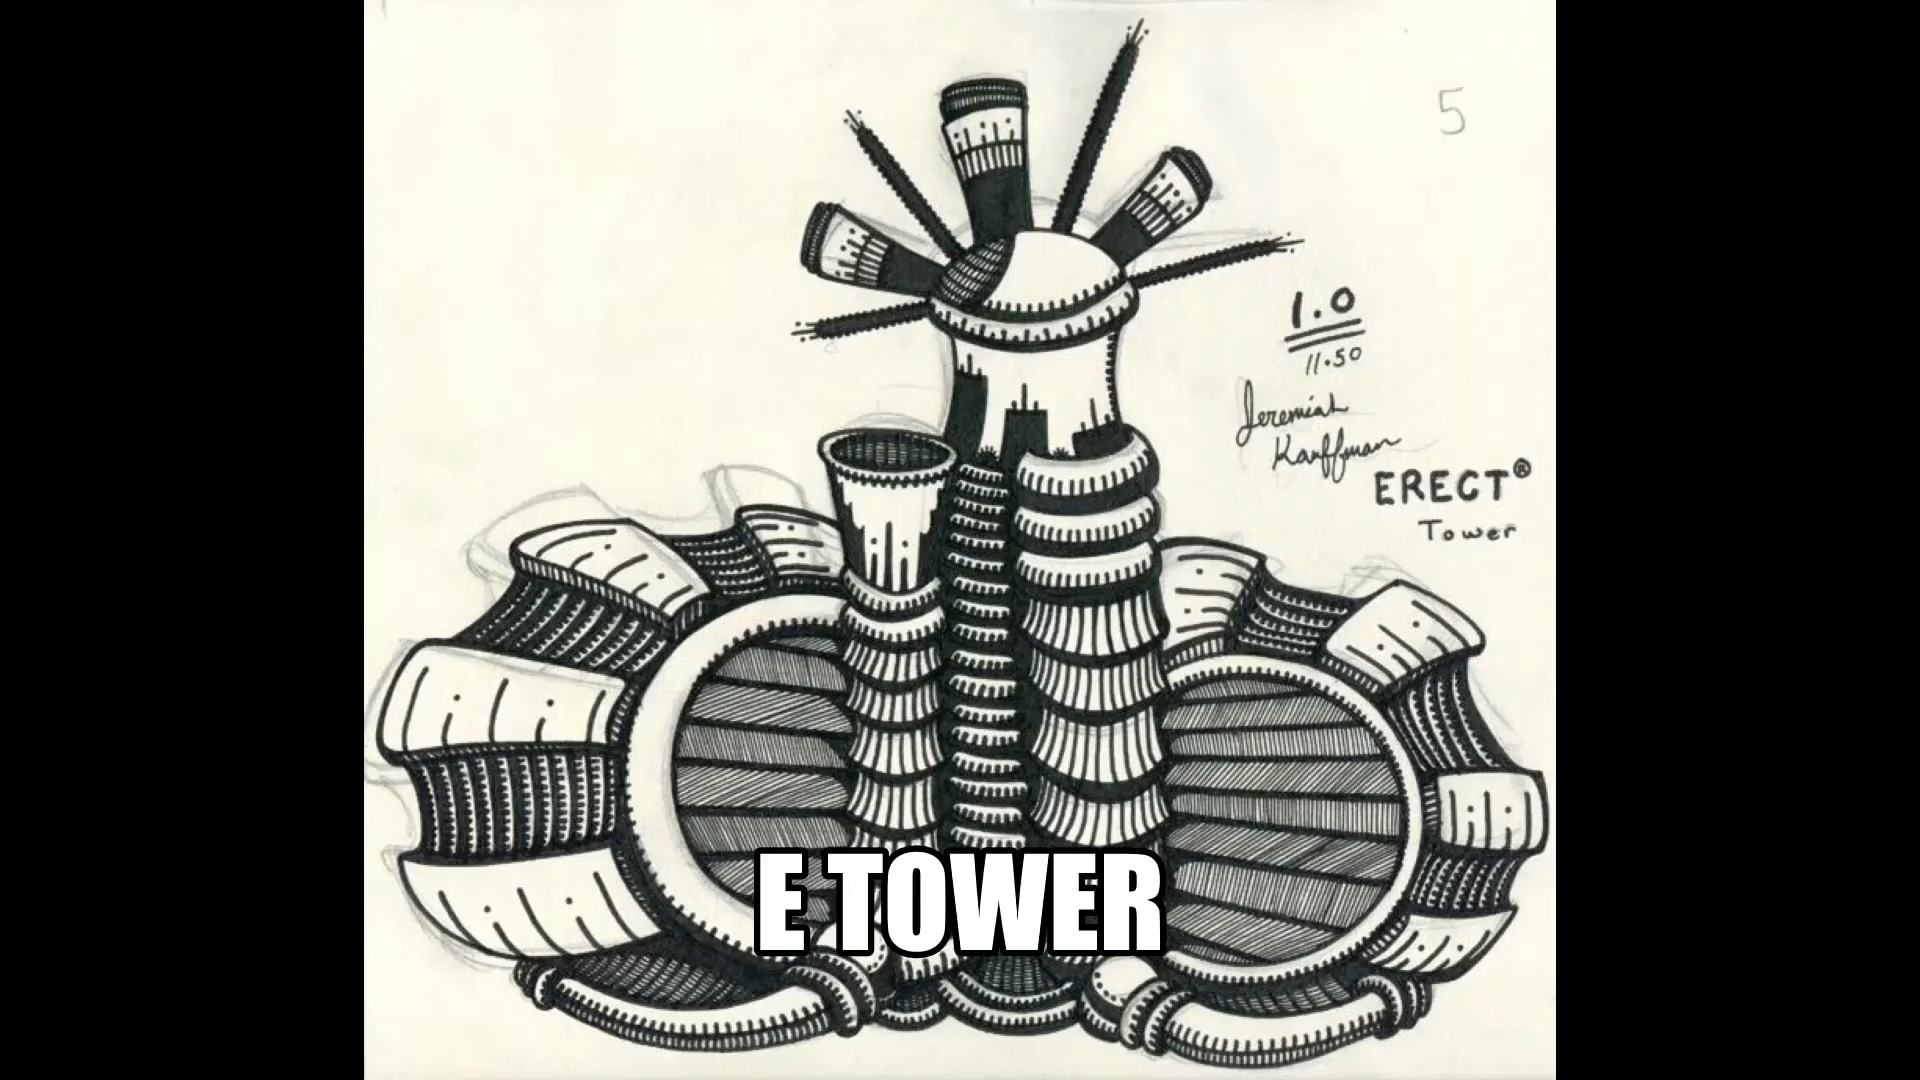 5
1.0
11.50
Jeremiah
Kauffman
ERECT®
Tower
E TOWER